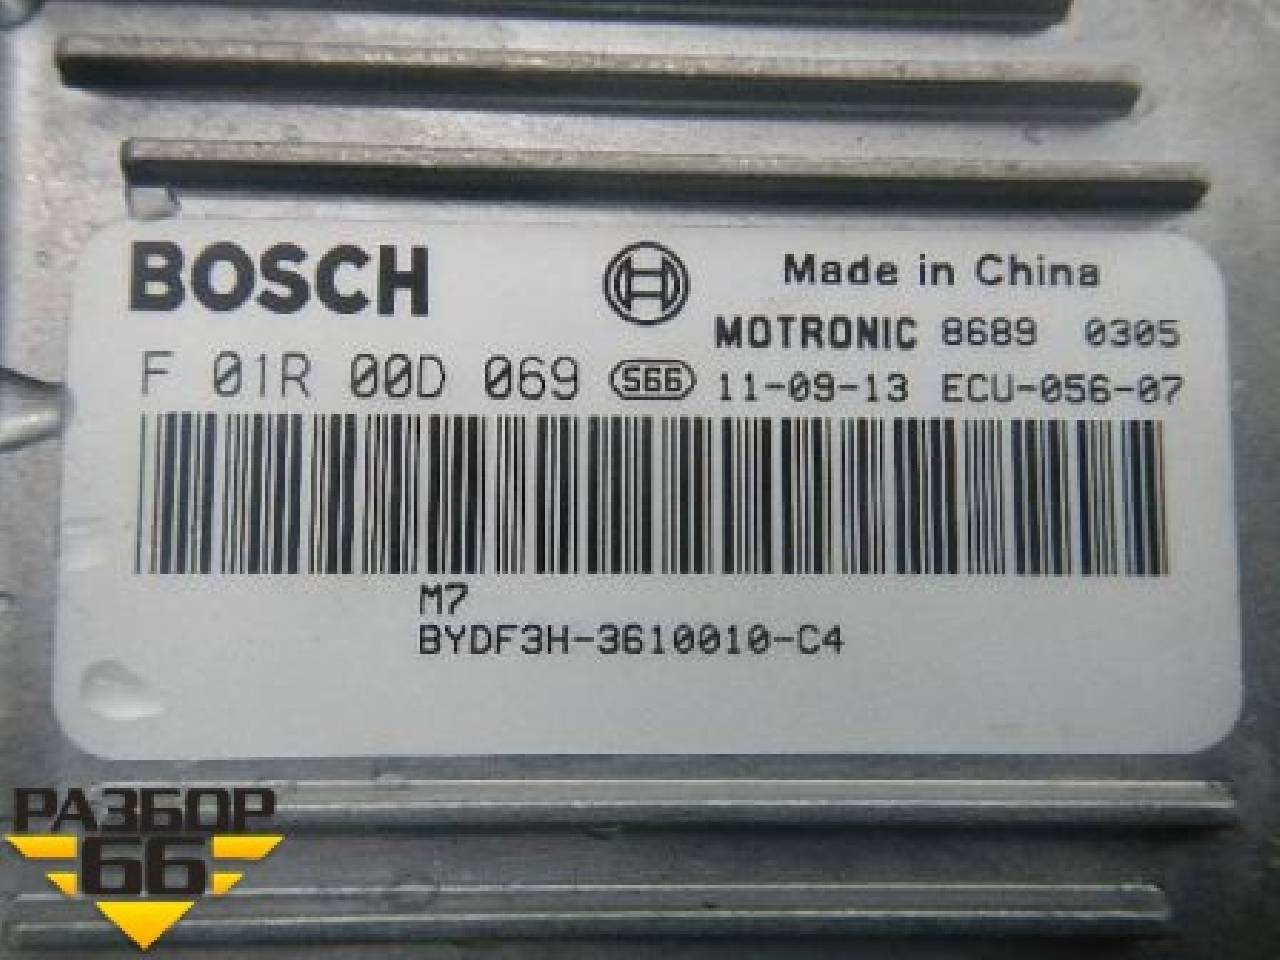 BOSCH
Made in China
MOTRONIC 8689 0305
F 01R 00D 069 S66 11-09-13 ECU-056-07
M7
BYDF3H-3610010-C4
РАЗБОР
66